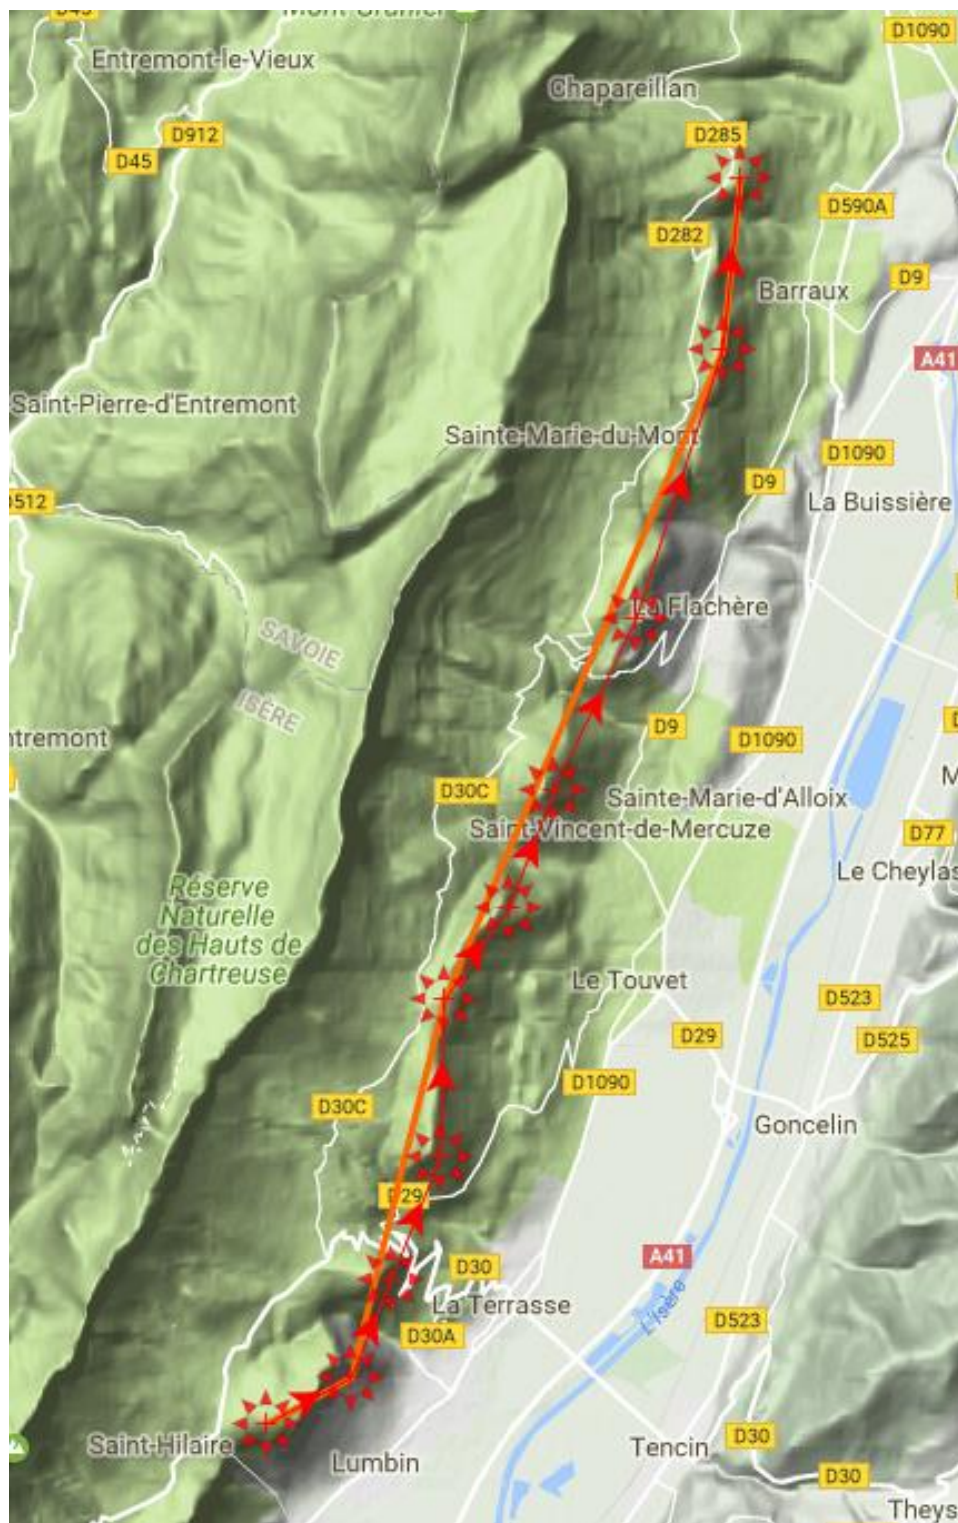 D45
Mont Granier
D1090
Entremont-le-Vieux
Chapareillan
D912
D285
D45
D590A
D282
D9
Barraux
A41
Saint-Pierre-d'Entremont
Sainte-Marie-du-Mont
D1090
D9
D512
La Buissière
La Flachère
SAVOIE
ISÈRE
D9
D1090
ntremont
D30C
Sainte-Marie-d'Alloix
Saint-Vincent-de-Mercuze
D77
Le Cheylas
Réserve
Naturelle
des Hauts de
Chartreuse
Le Touvet
D523
D29
D525
D1090
D30C
Goncelin
D29
A41
D30
L'Isère
La Terrasse
D523
D30A
Saint-Hilaire
Tencin
D30
Lumbin
D30
Theys